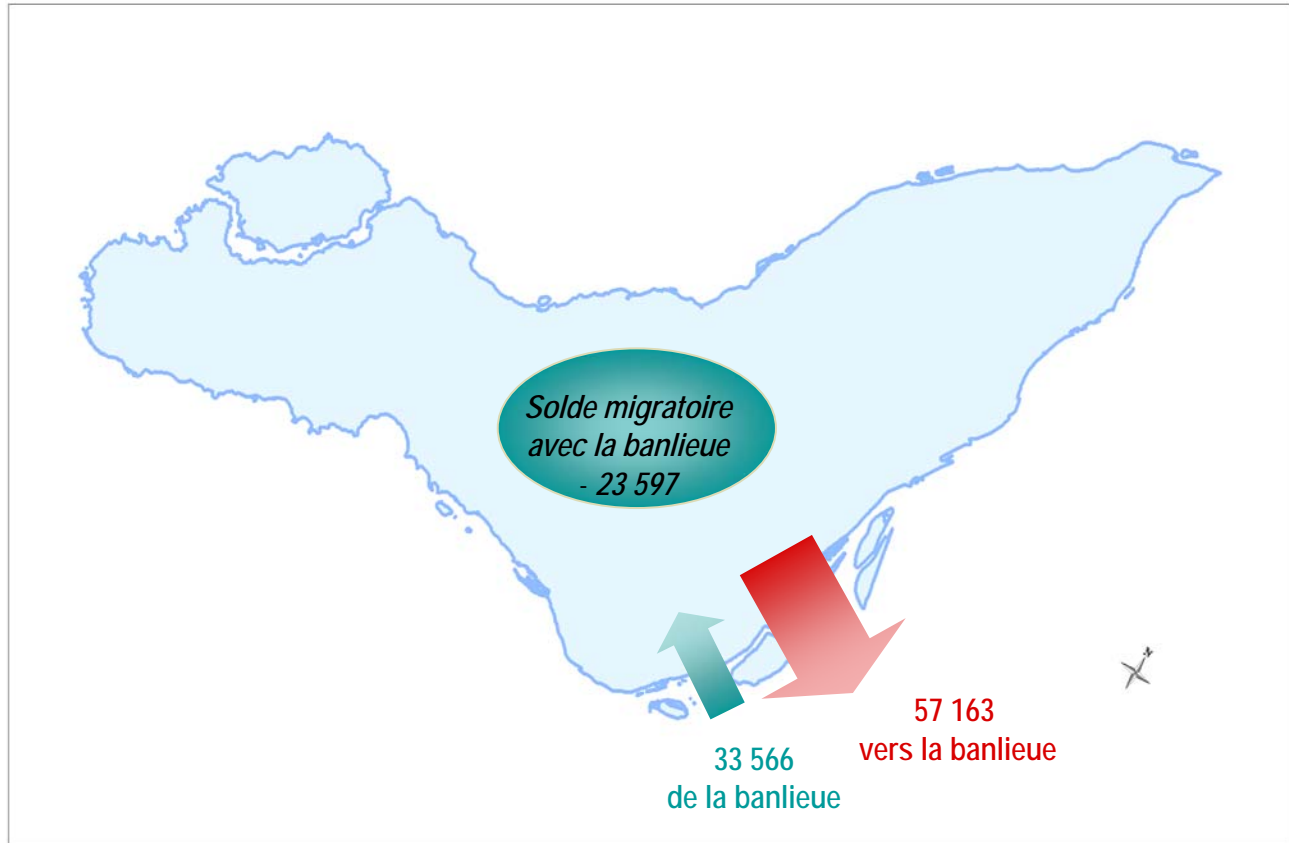 Solde migratoire
avec la banlieue
- 23 597
N
57 163
vers la banlieue
33 566
de la banlieue